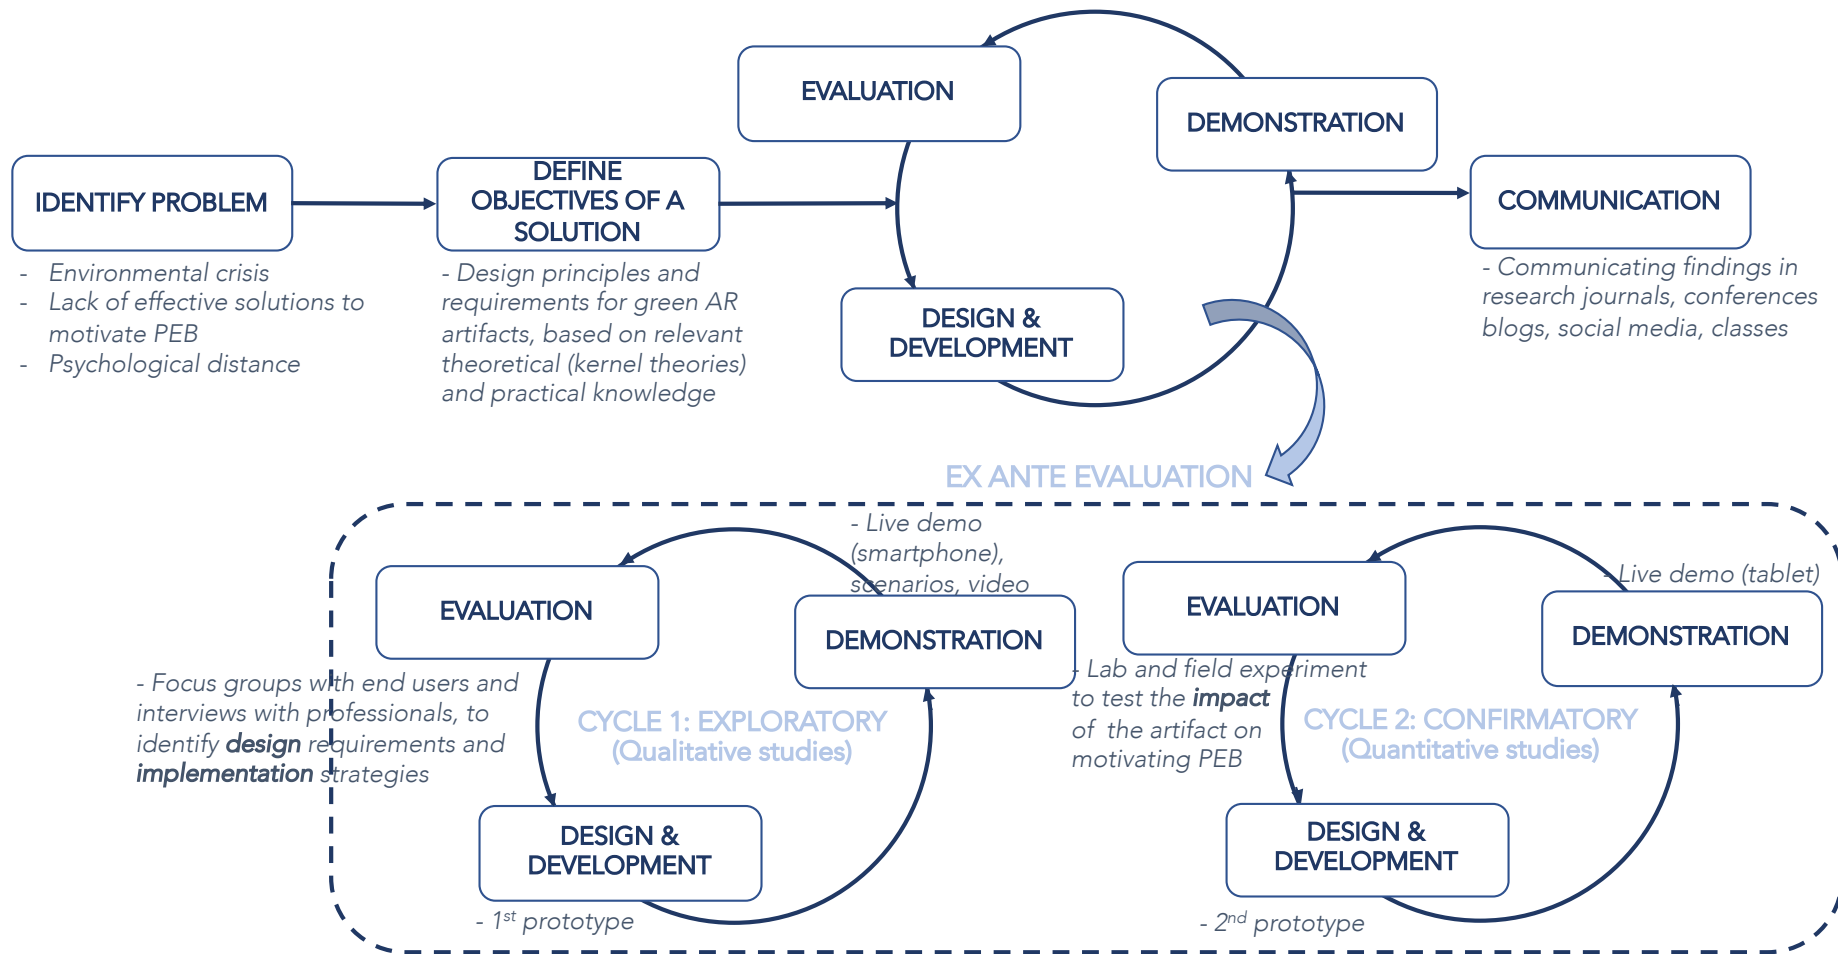 EVALUATION
DEMONSTRATION
IDENTIFY PROBLEM
DEFINE
OBJECTIVES OF A
SOLUTION
COMMUNICATION
- Environmental crisis
- Lack of effective solutions to
motivate PEB
- Psychological distance
- Design principles and
requirements for green AR
artifacts, based on relevant
theoretical (kernel theories)
and practical knowledge
DESIGN &
DEVELOPMENT
- Communicating findings in
research journals, conferences
blogs, social media, classes
EX ANTE EVALUATION
- Live demo
(smartphone),
scenarios, video
EVALUATION
DEMONSTRATION
- Focus groups with end users and
interviews with professionals, to
identify design requirements and
implementation strategies
CYCLE 1: EXPLORATORY
(Qualitative studies)
DESIGN &
DEVELOPMENT
- 1st prototype
- Live demo (tablet)
EVALUATION
DEMONSTRATION
- Lab and field experiment
to test the impact
of the artifact on
motivating PEB
CYCLE 2: CONFIRMATORY
(Quantitative studies)
DESIGN &
DEVELOPMENT
- 2nd prototype